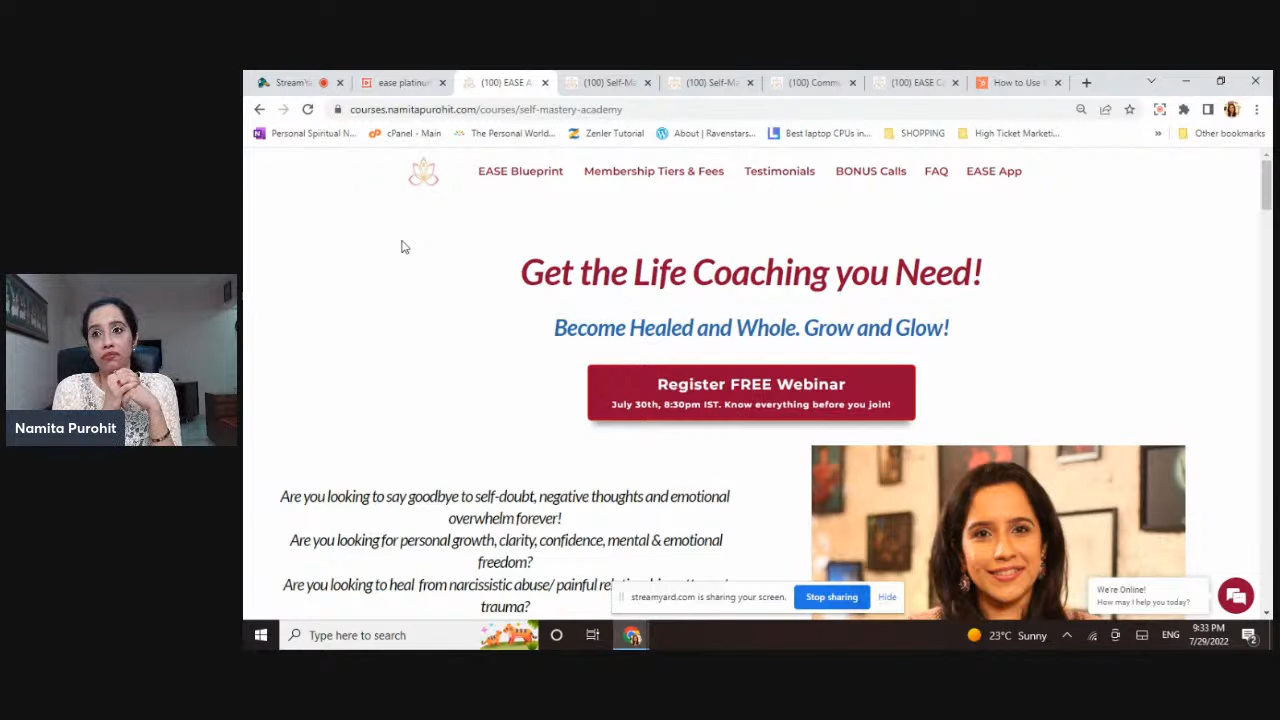 StreamYa
ease platinum
(100) EASE A
(100) Self-Ma
(100) Self-Ma
(100) Commu
(100) EASE Co
How to Use
courses.namitapurohit.com/courses/self-mastery-academy
Personal Spiritual N...
cPanel - Main
The Personal World...
Zenler Tutorial
About | Ravenstars...
Best laptop CPUs in...
SHOPPING
High Ticket Marketi...
»
Other bookmarks
EASE Blueprint
Membership Tiers & Fees
Testimonials
BONUS Calls
FAQ
EASE App
Get the Life Coaching you Need!
Become Healed and Whole. Grow and Glow!
Register FREE Webinar
July 30th, 8:30pm IST. Know everything before you join!
Are you looking to say goodbye to self-doubt, negative thoughts and emotional
overwhelm forever!
Are you looking for personal growth, clarity, confidence, mental & emotional
freedom?
Are you looking to heal from narcissistic abuse/ painful
trauma?
streamyard.com is sharing your screen.
Stop sharing
Hide
We're Online!
How may I help you today?
Namita Purohit
Type here to search
23°C Sunny
ENG
9:33 PM
7/29/2022
2